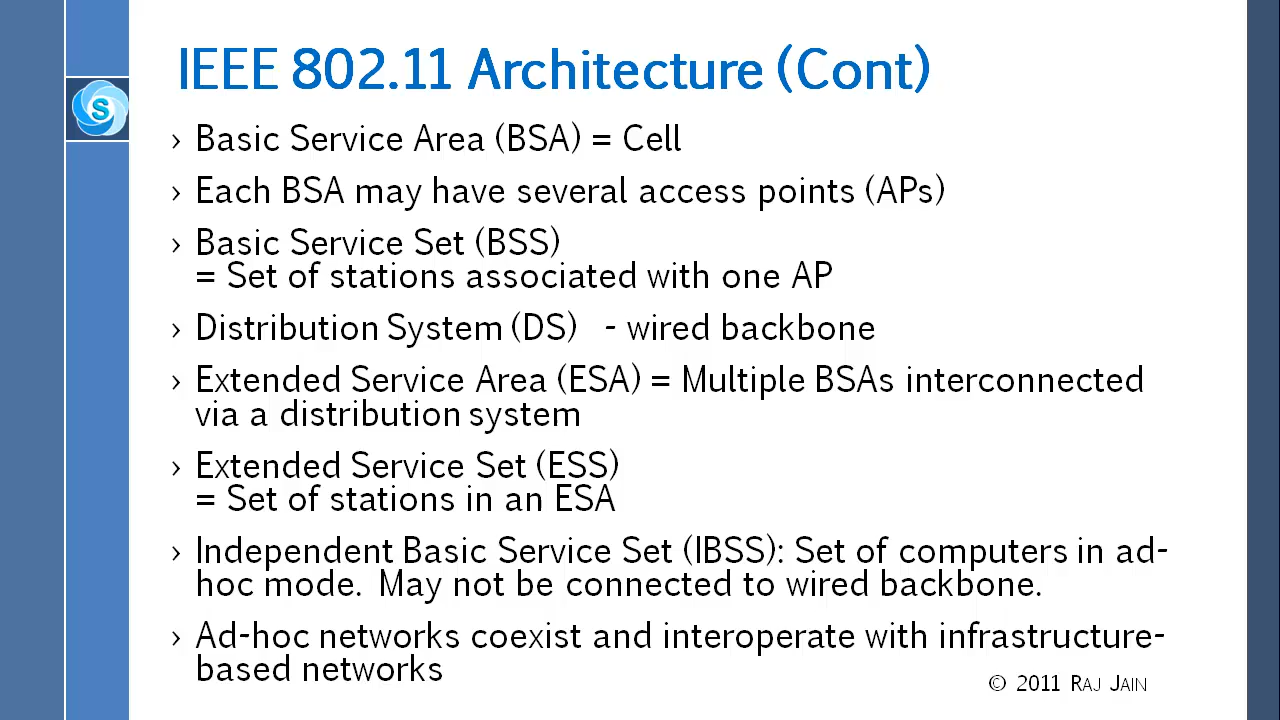 IEEE 802.11 Architecture (Cont)
S
› Basic Service Area (BSA) = Cell
› Each BSA may have several access points (APs)
› Basic Service Set (BSS)
= Set of stations associated with one AP
› Distribution System (DS) - wired backbone
› Extended Service Area (ESA) = Multiple BSAs interconnected
via a distribution system
› Extended Service Set (ESS)
= Set of stations in an ESA
› Independent Basic Service Set (IBSS): Set of computers in ad-
hoc mode. May not be connected to wired backbone.
› Ad-hoc networks coexist and interoperate with infrastructure-
based networks
© 2011 RAJ JAIN